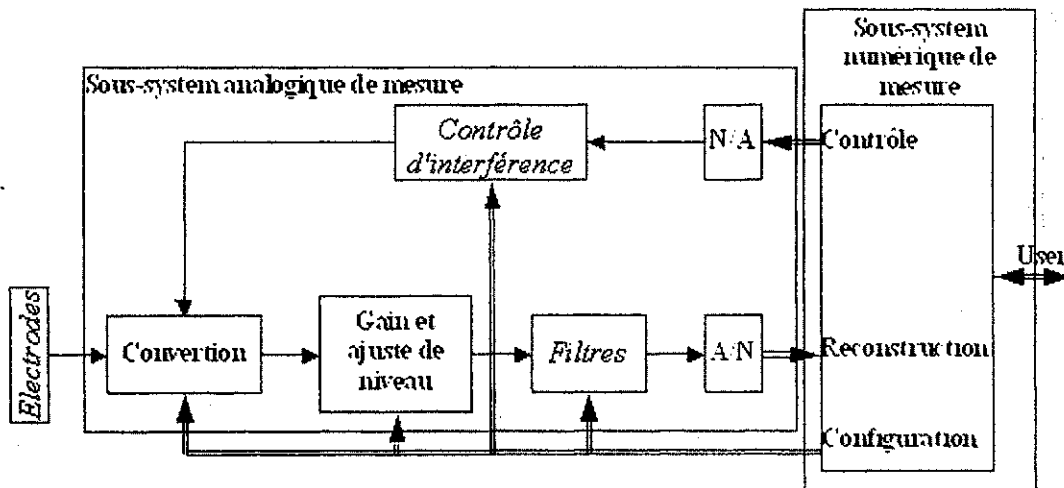 Sous-system
numérique de
mesure
Sous-system analogique de mesure
Contrôle
d'interférence
N/A
Contrôle
User
Electrodes
Convertion
Gain et
ajuste de
niveau
Filtres
A/N
Reconstruction
Configuration